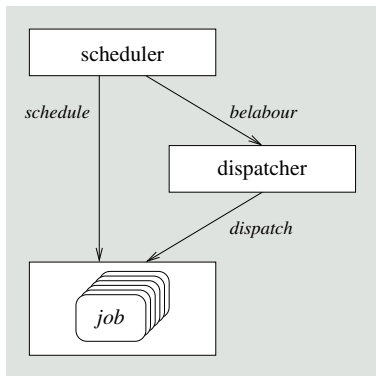 scheduler
schedule
belabour
dispatcher
dispatch
job